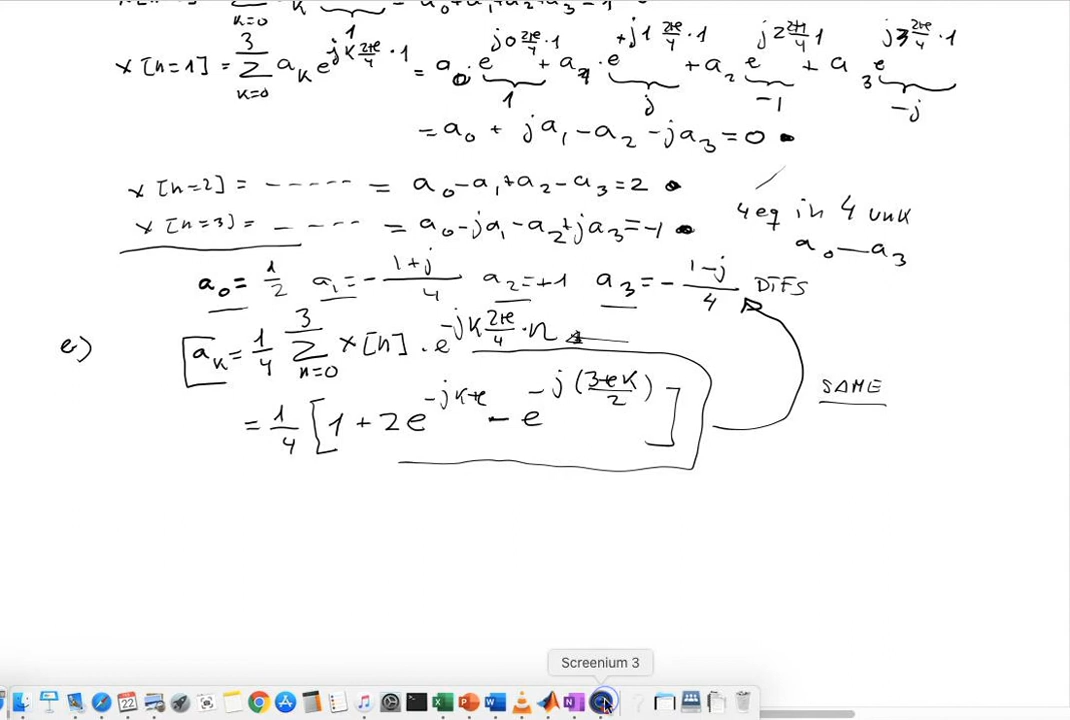 x[n=1] = Σ_{k=0}^{3} a_k e^{jk 2π/4 ·1} = a_0 · e^{j0 2π/4 ·1} + a_1 · e^{+j1 2π/4 ·1} + a_2 e^{j2 2π/4 1} + a_3 e^{j3 2π/4 ·1}
1 j -1 -j
= a_0 + ja_1 - a_2 - ja_3 = 0
x[n=2] = - - - - - - = a_0 - a_1 + a_2 - a_3 = 2
x[n=3] = - - - - = a_0 - ja_1 - a_2 + ja_3 = -1
4 eq in 4 unk
a_0 — a_3
a_0 = 1/2 a_1 = - (1+j)/4 a_2 = +1 a_3 = - (1-j)/4 DTFS
e) a_k = 1/4 Σ_{n=0}^{3} x[n] · e^{-jk 2π/4 ·n}
SAME
= 1/4 [1 + 2e^{-jkπ} - e^{-j(3πk/2)}]
Screenium 3
22